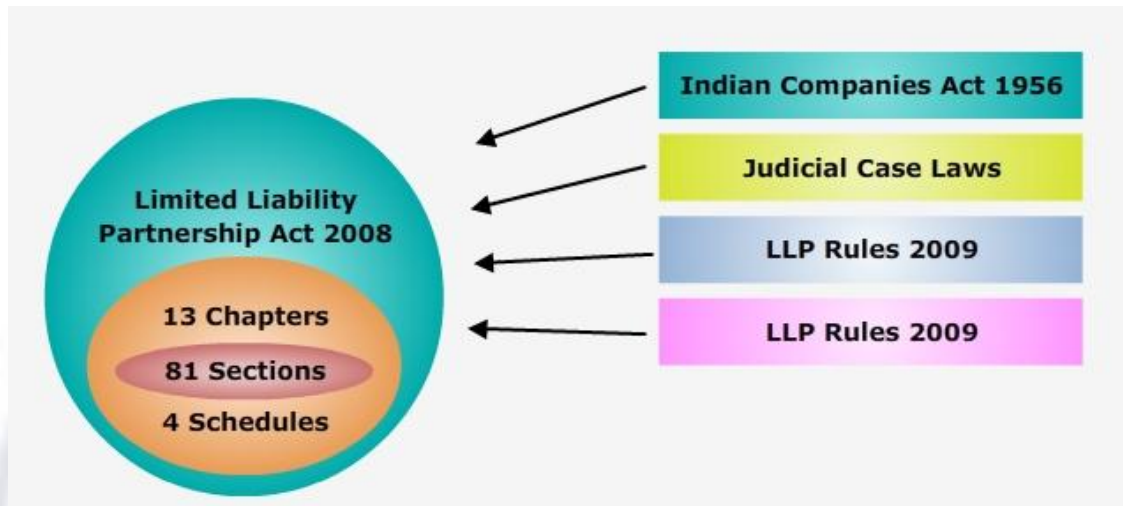 Limited Liability
Partnership Act 2008
13 Chapters
81 Sections
4 Schedules
Indian Companies Act 1956
Judicial Case Laws
LLP Rules 2009
LLP Rules 2009